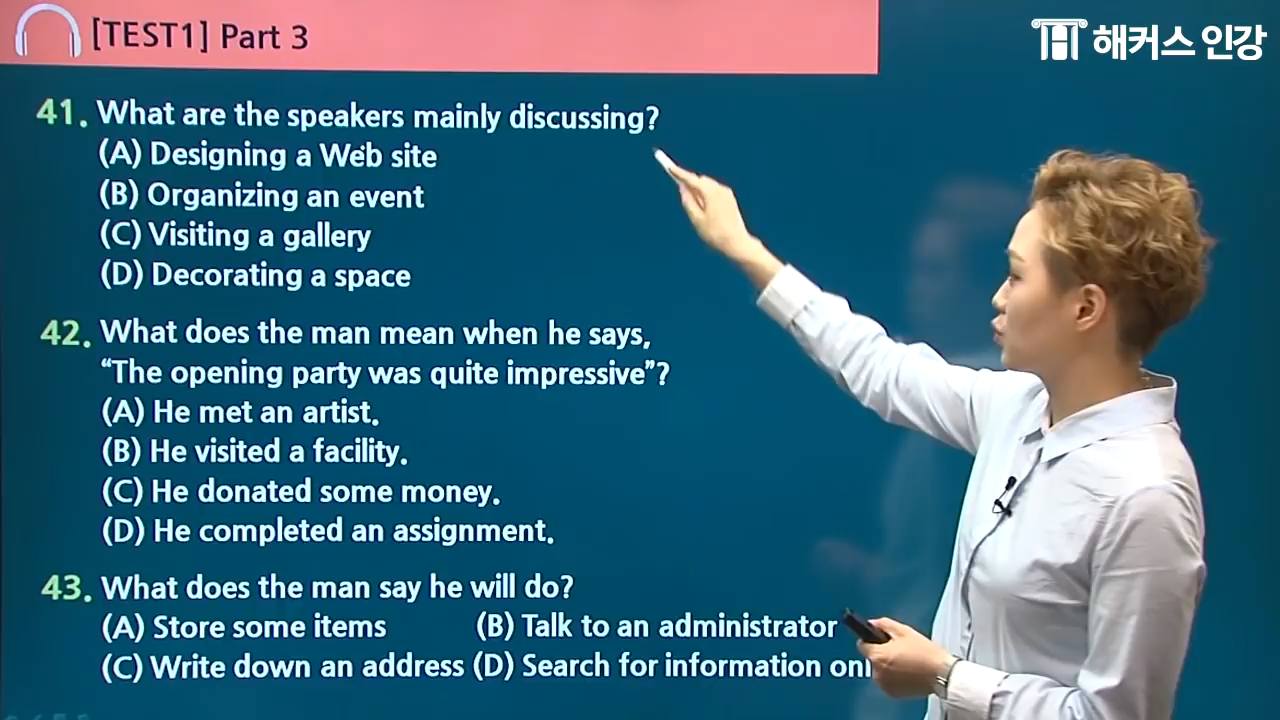 [TEST1] Part 3
해커스 인강
41. What are the speakers mainly discussing?
(A) Designing a Web site
(B) Organizing an event
(C) Visiting a gallery
(D) Decorating a space
42. What does the man mean when he says,
“The opening party was quite impressive”?
(A) He met an artist.
(B) He visited a facility.
(C) He donated some money.
(D) He completed an assignment.
43. What does the man say he will do?
(A) Store some items (B) Talk to an administrator
(C) Write down an address (D) Search for information